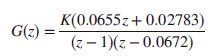 G(z) = K(0.0655z + 0.02783) / (z − 1)(z − 0.0672)